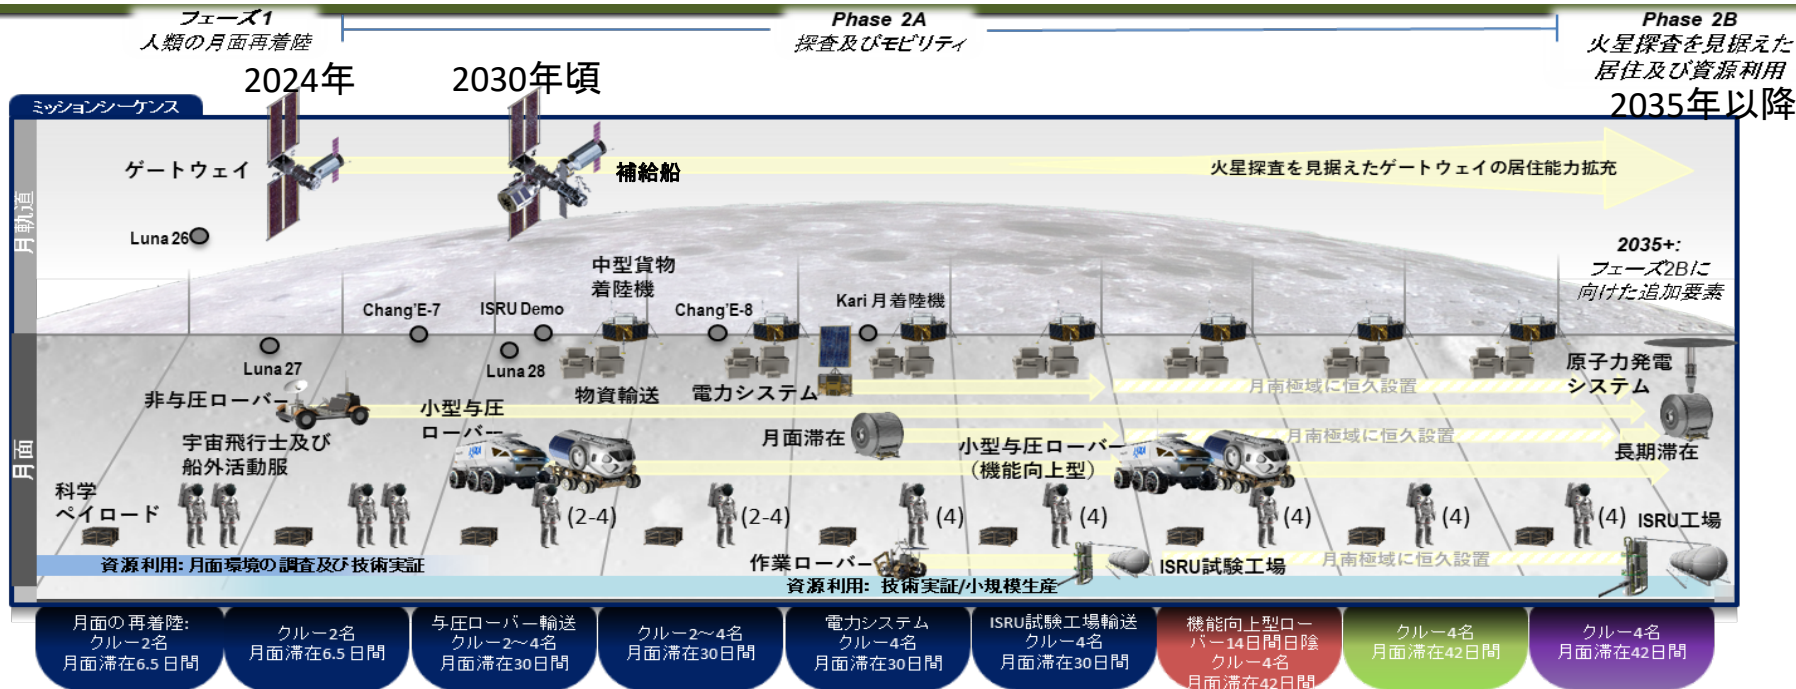 フェーズ1
人類の月面再着陸
Phase 2A
探査及びモビリティ
Phase 2B
火星探査を見据えた
居住及び資源利用
2024年
2030年頃
2035年以降
ミッションシーケンス
月軌道
ゲートウェイ
補給船
火星探査を見据えたゲートウェイの居住能力拡充
Luna 26
2035+:
フェーズ2Bに
向けた追加要素
中型貨物
着陸機
Chang'E-7
ISRU Demo
Chang'E-8
Kari 月着陸機
Luna 27
Luna 28
月面
非与圧ローバー
小型与圧
ローバー
物資輸送
電力システム
月南極域に恒久設置
原子力発電
システム
宇宙飛行士及び
船外活動服
月面滞在
小型与圧ローバー
（機能向上型）
月南極域に恒久設置
長期滞在
科学
ペイロード
(2-4)
(2-4)
(4)
(4)
(4)
(4)
(4)
ISRU工場
資源利用: 月面環境の調査及び技術実証
作業ローバー
ISRU試験工場
月南極域に恒久設置
資源利用: 技術実証/小規模生産
月面の再着陸:
クルー2名
月面滞在6.5日間
クルー2名
月面滞在6.5日間
与圧ローバー輸送
クルー2～4名
月面滞在30日間
クルー2～4名
月面滞在30日間
電力システム
クルー4名
月面滞在30日間
ISRU試験工場輸送
クルー4名
月面滞在30日間
機能向上型ロー
バー14日間日陰
クルー4名
月面滞在42日間
クルー4名
月面滞在42日間
クルー4名
月面滞在42日間